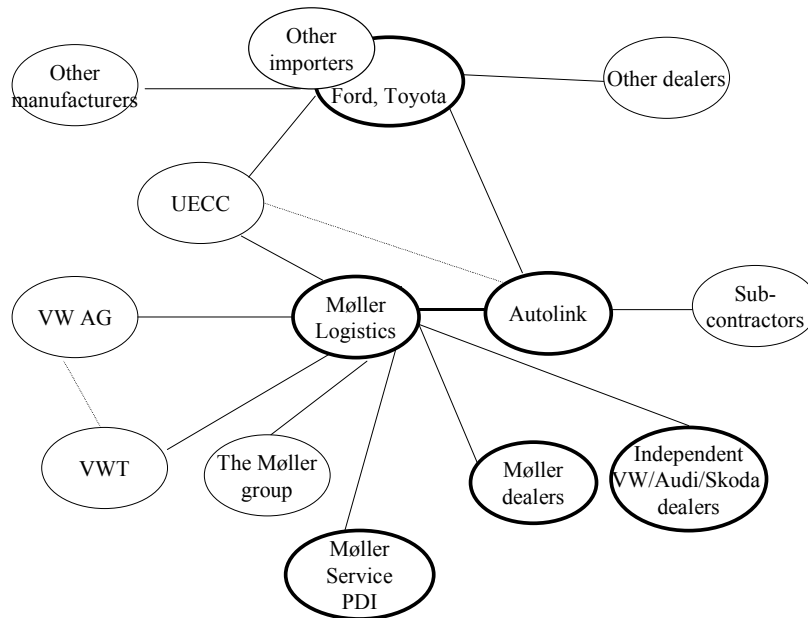 Other
importers
Other
manufacturers
Ford, Toyota
Other dealers
UECC
VW AG
Møller
Logistics
Autolink
Sub-
contractors
VWT
The Møller
group
Møller
dealers
Independent
VW/Audi/Skoda
dealers
Møller
Service
PDI